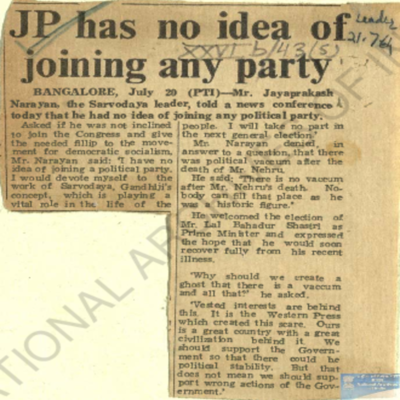 JP has no idea of
joining any party
Leader
21-7-64
XXVI b/43 (5)
BANGALORE, July 20 (PTI)—Mr. Jayaprakash
Narayan, the Sarvodaya leader, told a news conference
today that he had no idea of joining any political party.
Asked if he was not inclined
to join the Congress and give
the needed fillip to the move-
ment for democratic socialism,
Mr. Narayan said: 'I have no
idea of joining a political party.
I would devote myself to the
work of Sarvodaya, Gandhiji's
concept, which is playing a
vital role in the life of the
people. I will take no part in
the next general election.'
Mr. Narayan denied, in
answer to a question, that there
was political vaccum after the
death of Mr. Nehru.
He said: 'There is no vaccum
after Mr. Nehru's death. No-
body can fill that place as he
was a historic figure.'
He welcomed the election of
Mr. Lal Bahadur Shastri as
Prime Minister and expressed
the hope that he would soon
recover fully from his recent
illness.
'Why should we create a
ghost that there is a vaccum
and all that?' he asked.
'Vested interests are behind
this. It is the Western Press
which created this scare. Ours
is a great country with a great
civilisation behind it. We
should support the Govern-
ment so that there could be
political stability. But that
does not mean we should sup-
port wrong actions of the Gov-
ernment.'